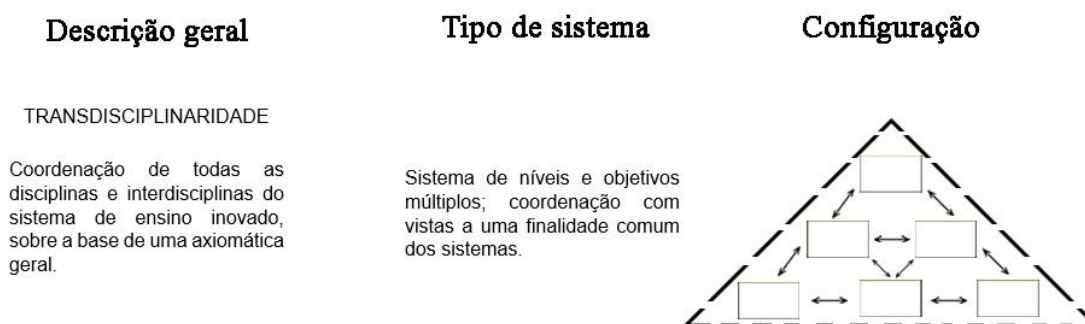 Descrição geral
Tipo de sistema
Configuração
TRANSDISCIPLINARIDADE
Coordenação de todas as
disciplinas e interdisciplinas do
sistema de ensino inovado,
sobre a base de uma axiomática
geral.
Sistema de níveis e objetivos
múltiplos; coordenação com
vistas a uma finalidade comum
dos sistemas.